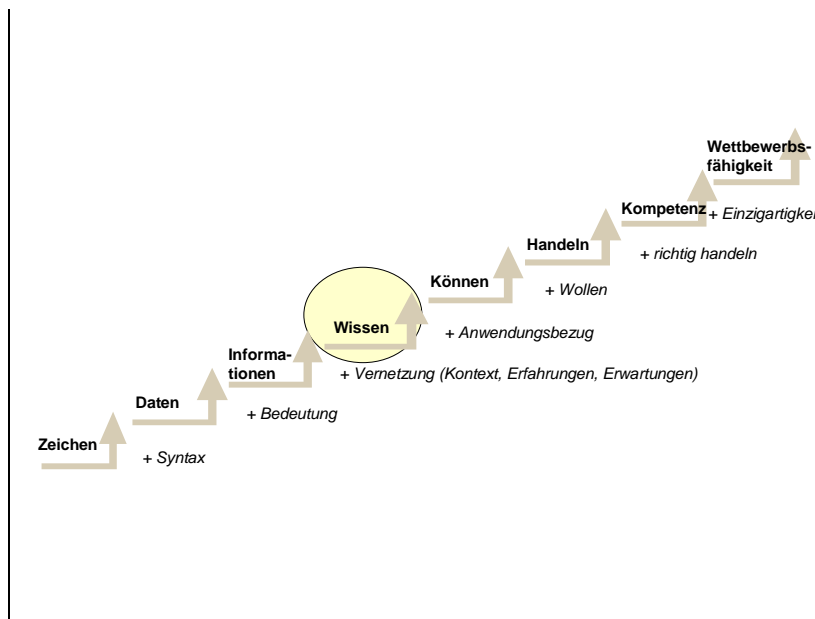 Wettbewerbs-
fähigkeit
Kompetenz
+ Einzigartigkei
Handeln
+ richtig handeln
Können
+ Wollen
Wissen
+ Anwendungsbezug
Informa-
tionen
+ Vernetzung (Kontext, Erfahrungen, Erwartungen)
Daten
+ Bedeutung
Zeichen
+ Syntax